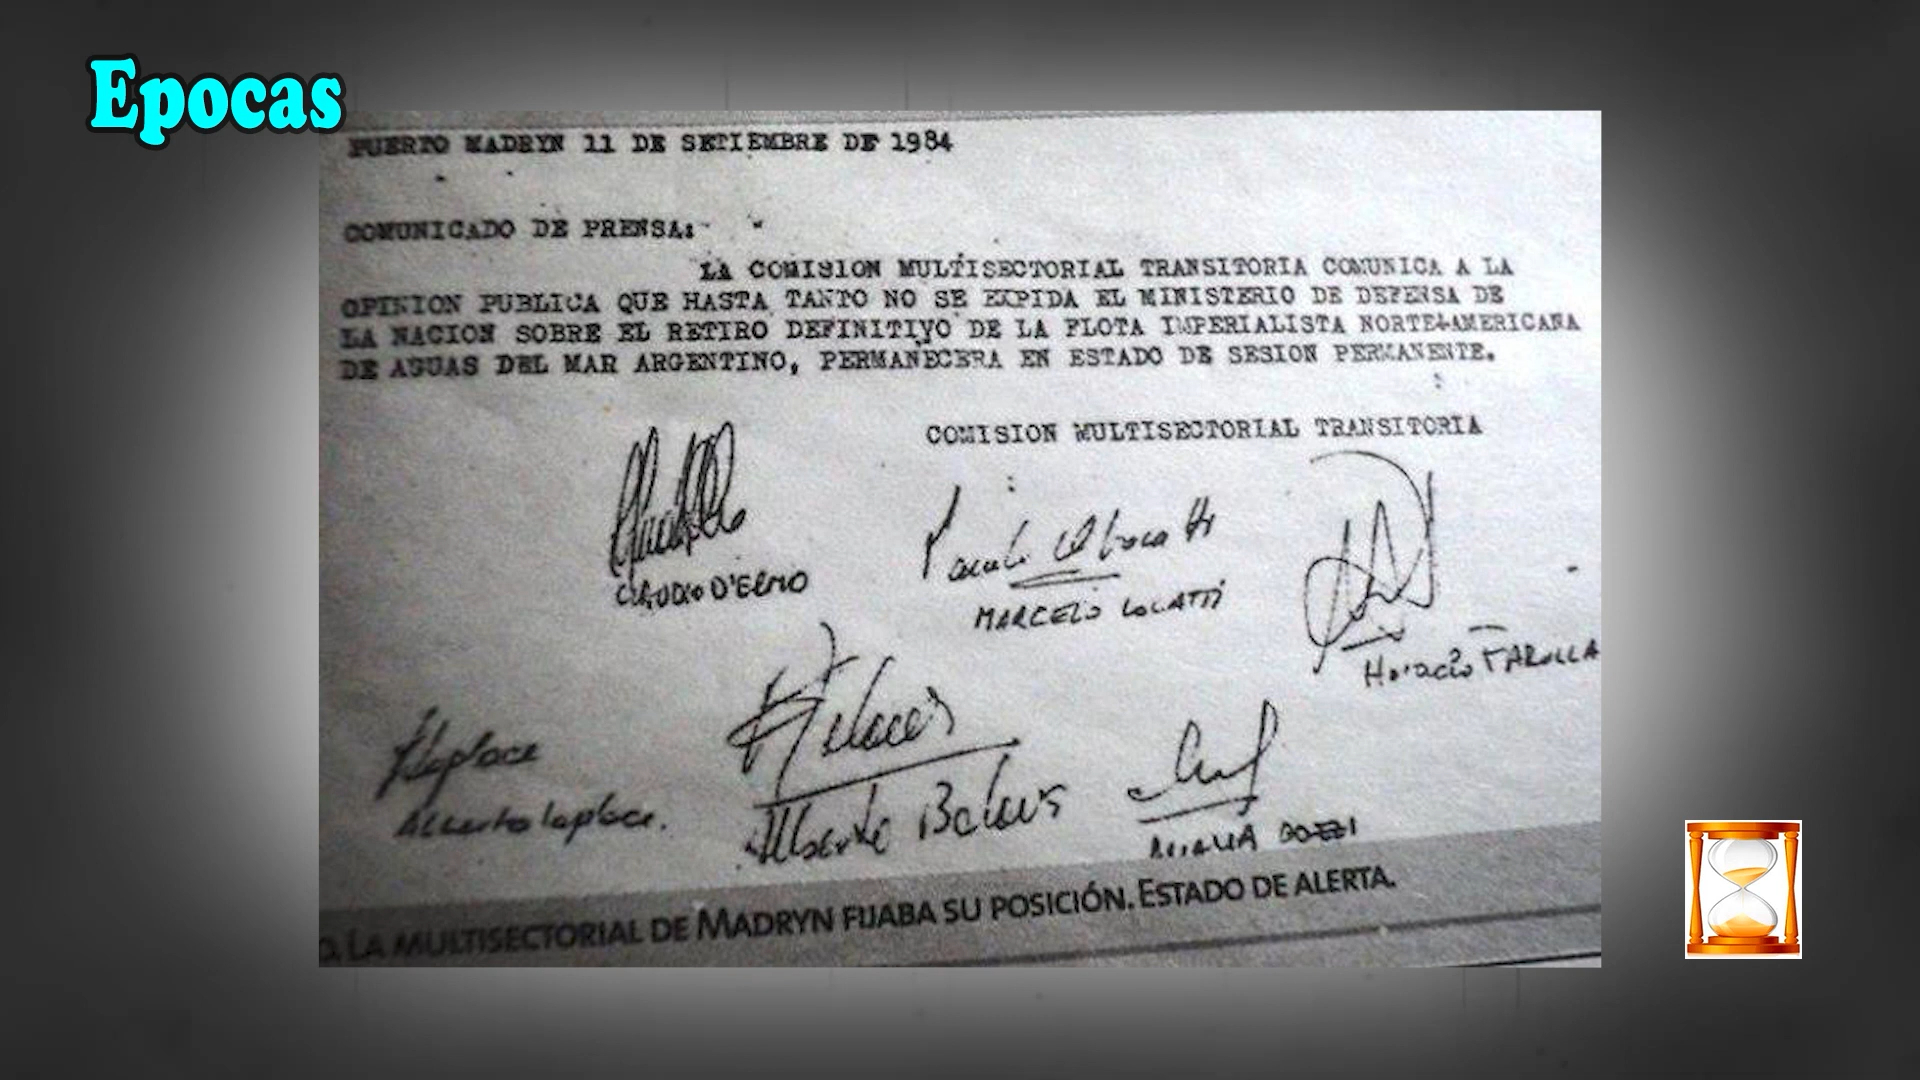 Epocas
PUERTO MADRYN 11 DE SETIEMBRE DE 1984
COMUNICADO DE PRENSA:
LA COMISION MULTISECTORIAL TRANSITORIA COMUNICA A LA
OPINION PUBLICA QUE HASTA TANTO NO SE EXPIDA EL MINISTERIO DE DEFENSA DE
LA NACION SOBRE EL RETIRO DEFINITIVO DE LA FLOTA IMPERIALISTA NORTE-AMERICANA
DE AGUAS DEL MAR ARGENTINO, PERMANECERA EN ESTADO DE SESION PERMANENTE.
COMISION MULTISECTORIAL TRANSITORIA
CLAUDIO D'ELMO
MARCELO LOCATTI
HORACIO
Laplace
Alberto Laplace.
Alberto
LA MULTISECTORIAL DE MADRYN FIJABA SU POSICIÓN. ESTADO DE ALERTA.